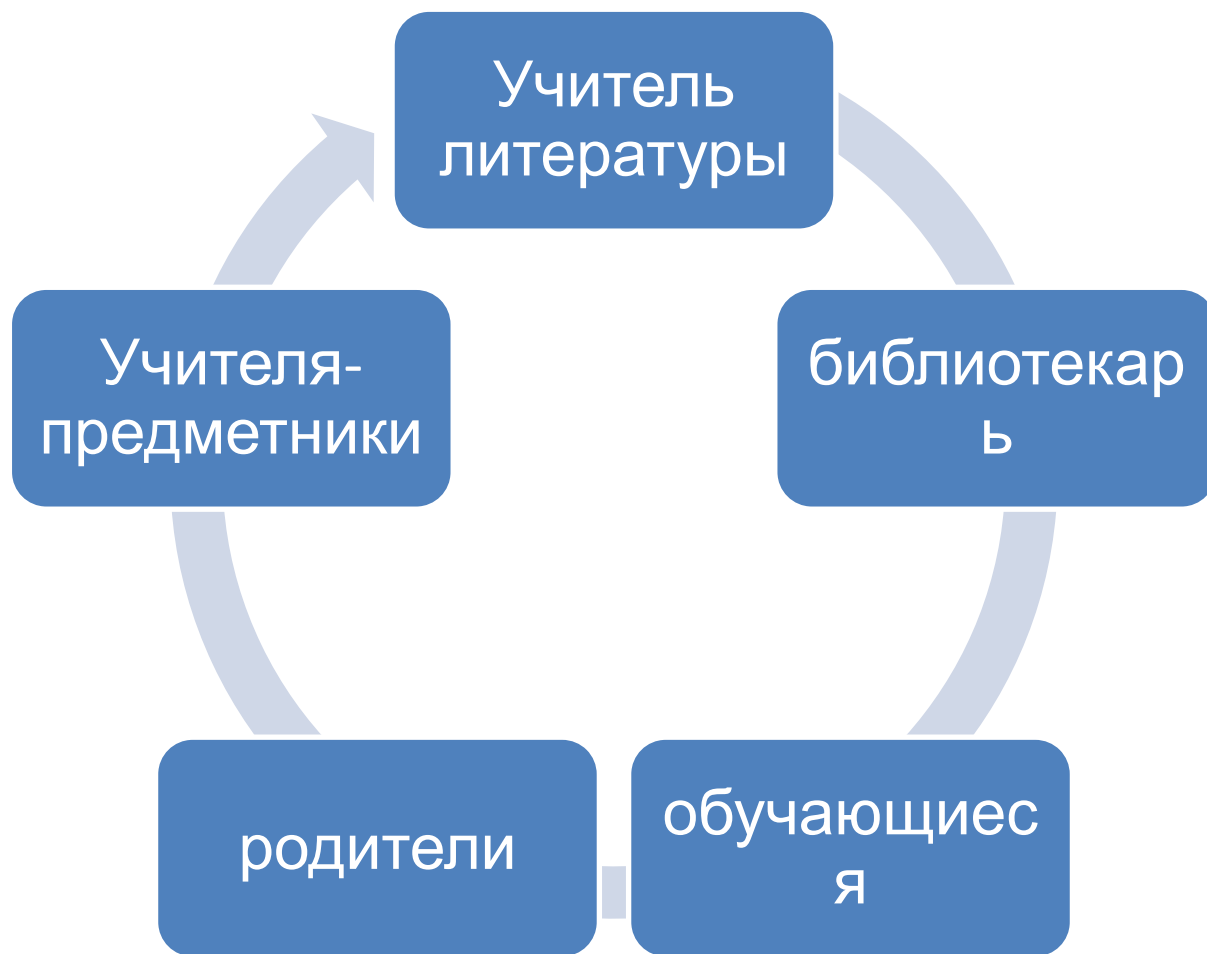 Учитель
литературы
Учителя-
предметники
библиотекар
ь
родители
обучающиес
я